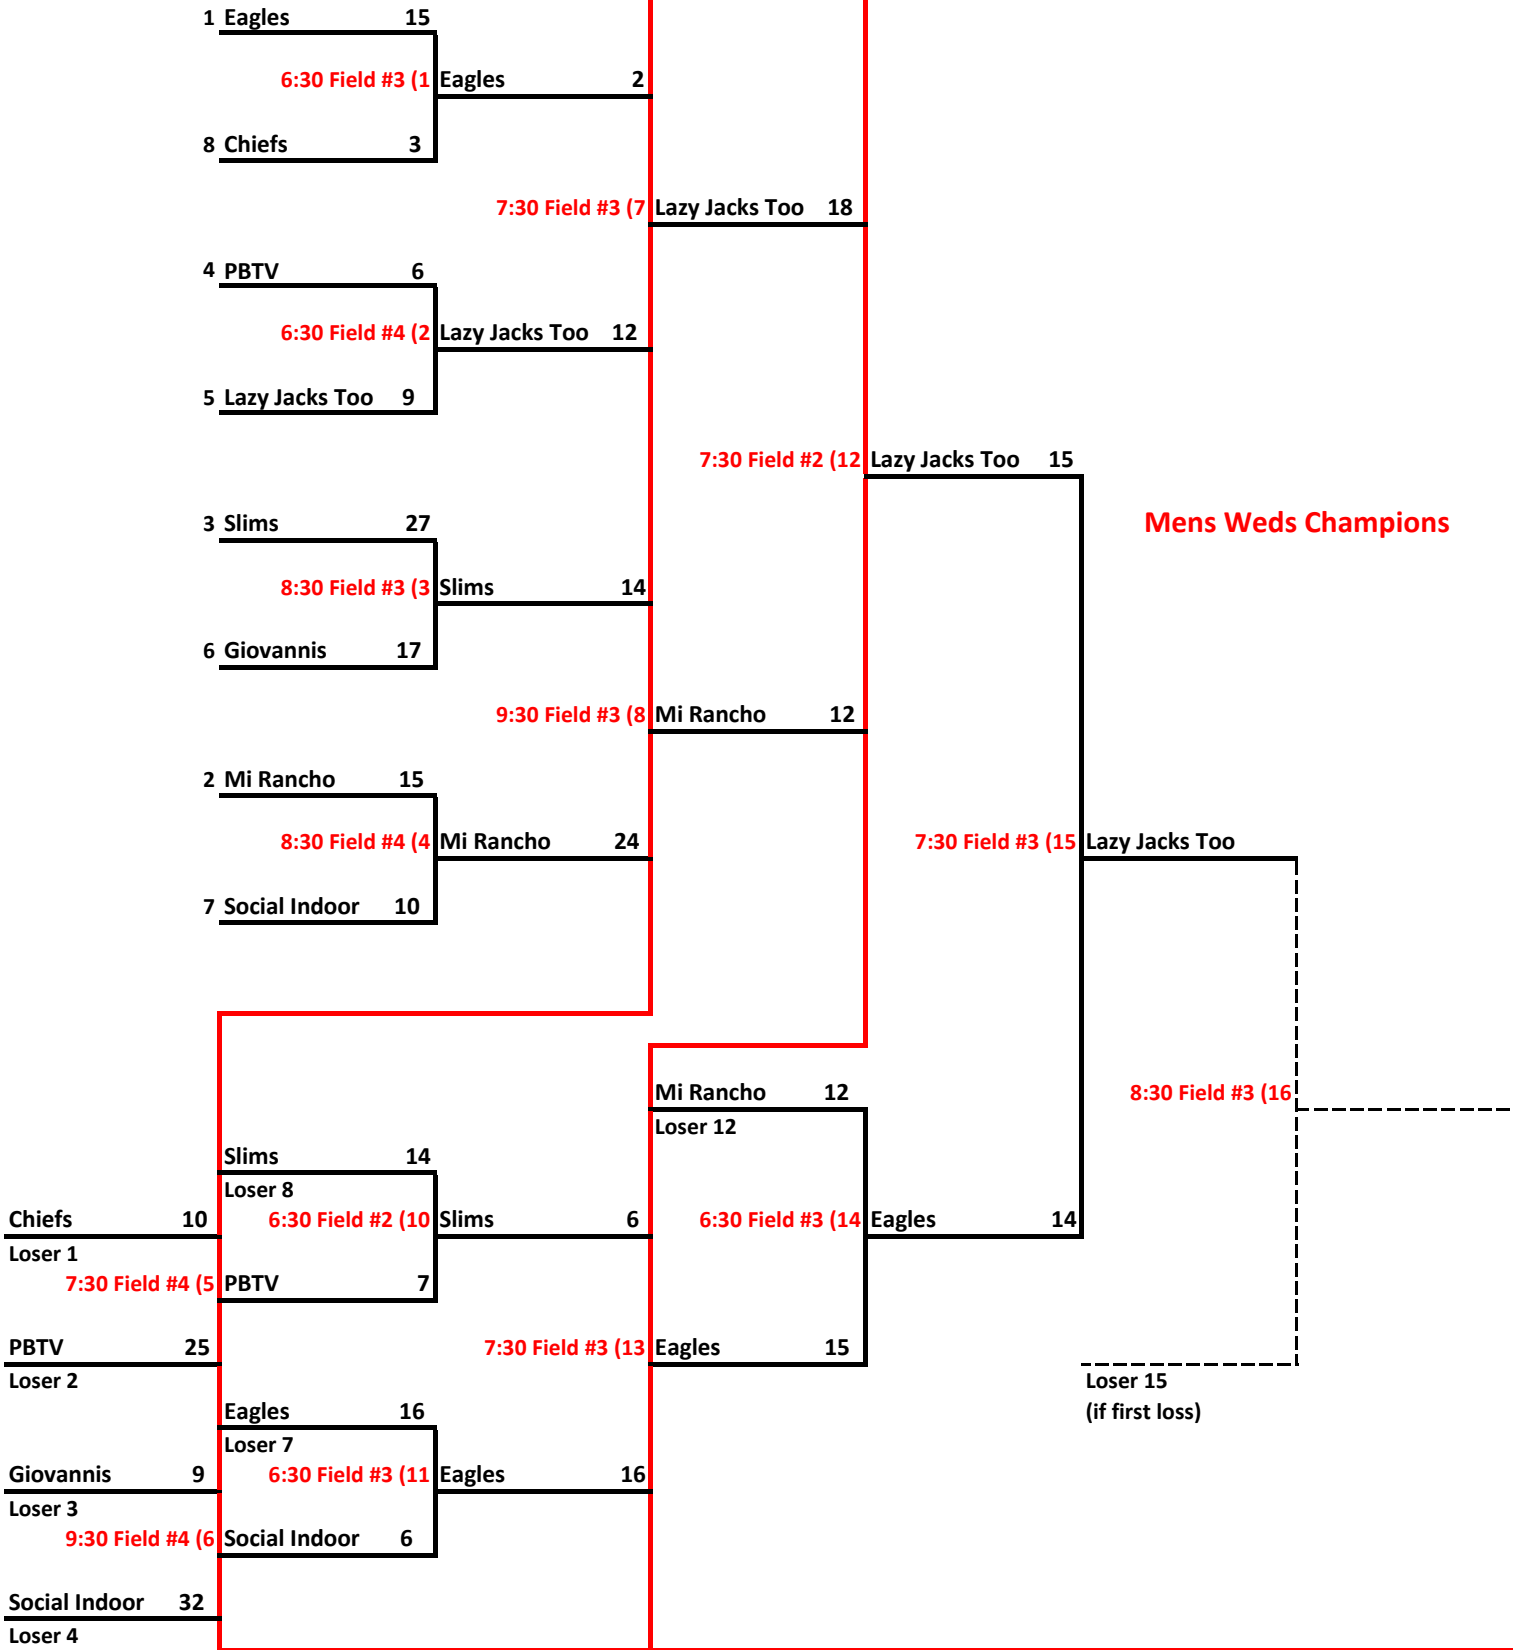 1 Eagles 15
6:30 Field #3 (1 Eagles 2
8 Chiefs 3
7:30 Field #3 (7 Lazy Jacks Too 18
4 PBTV 6
6:30 Field #4 (2 Lazy Jacks Too 12
5 Lazy Jacks Too 9
7:30 Field #2 (12 Lazy Jacks Too 15
3 Slims 27
Mens Weds Champions
8:30 Field #3 (3 Slims 14
6 Giovannis 17
9:30 Field #3 (8 Mi Rancho 12
2 Mi Rancho 15
8:30 Field #4 (4 Mi Rancho 24
7:30 Field #3 (15 Lazy Jacks Too
7 Social Indoor 10
Mi Rancho 12
8:30 Field #3 (16
Loser 12
Slims 14
Loser 8
Chiefs 10
6:30 Field #2 (10 Slims 6
6:30 Field #3 (14 Eagles 14
Loser 1
7:30 Field #4 (5 PBTV 7
PBTV 25
7:30 Field #3 (13 Eagles 15
Loser 2
Loser 15
(if first loss)
Eagles 16
Loser 7
Giovannis 9
6:30 Field #3 (11 Eagles 16
Loser 3
9:30 Field #4 (6 Social Indoor 6
Social Indoor 32
Loser 4